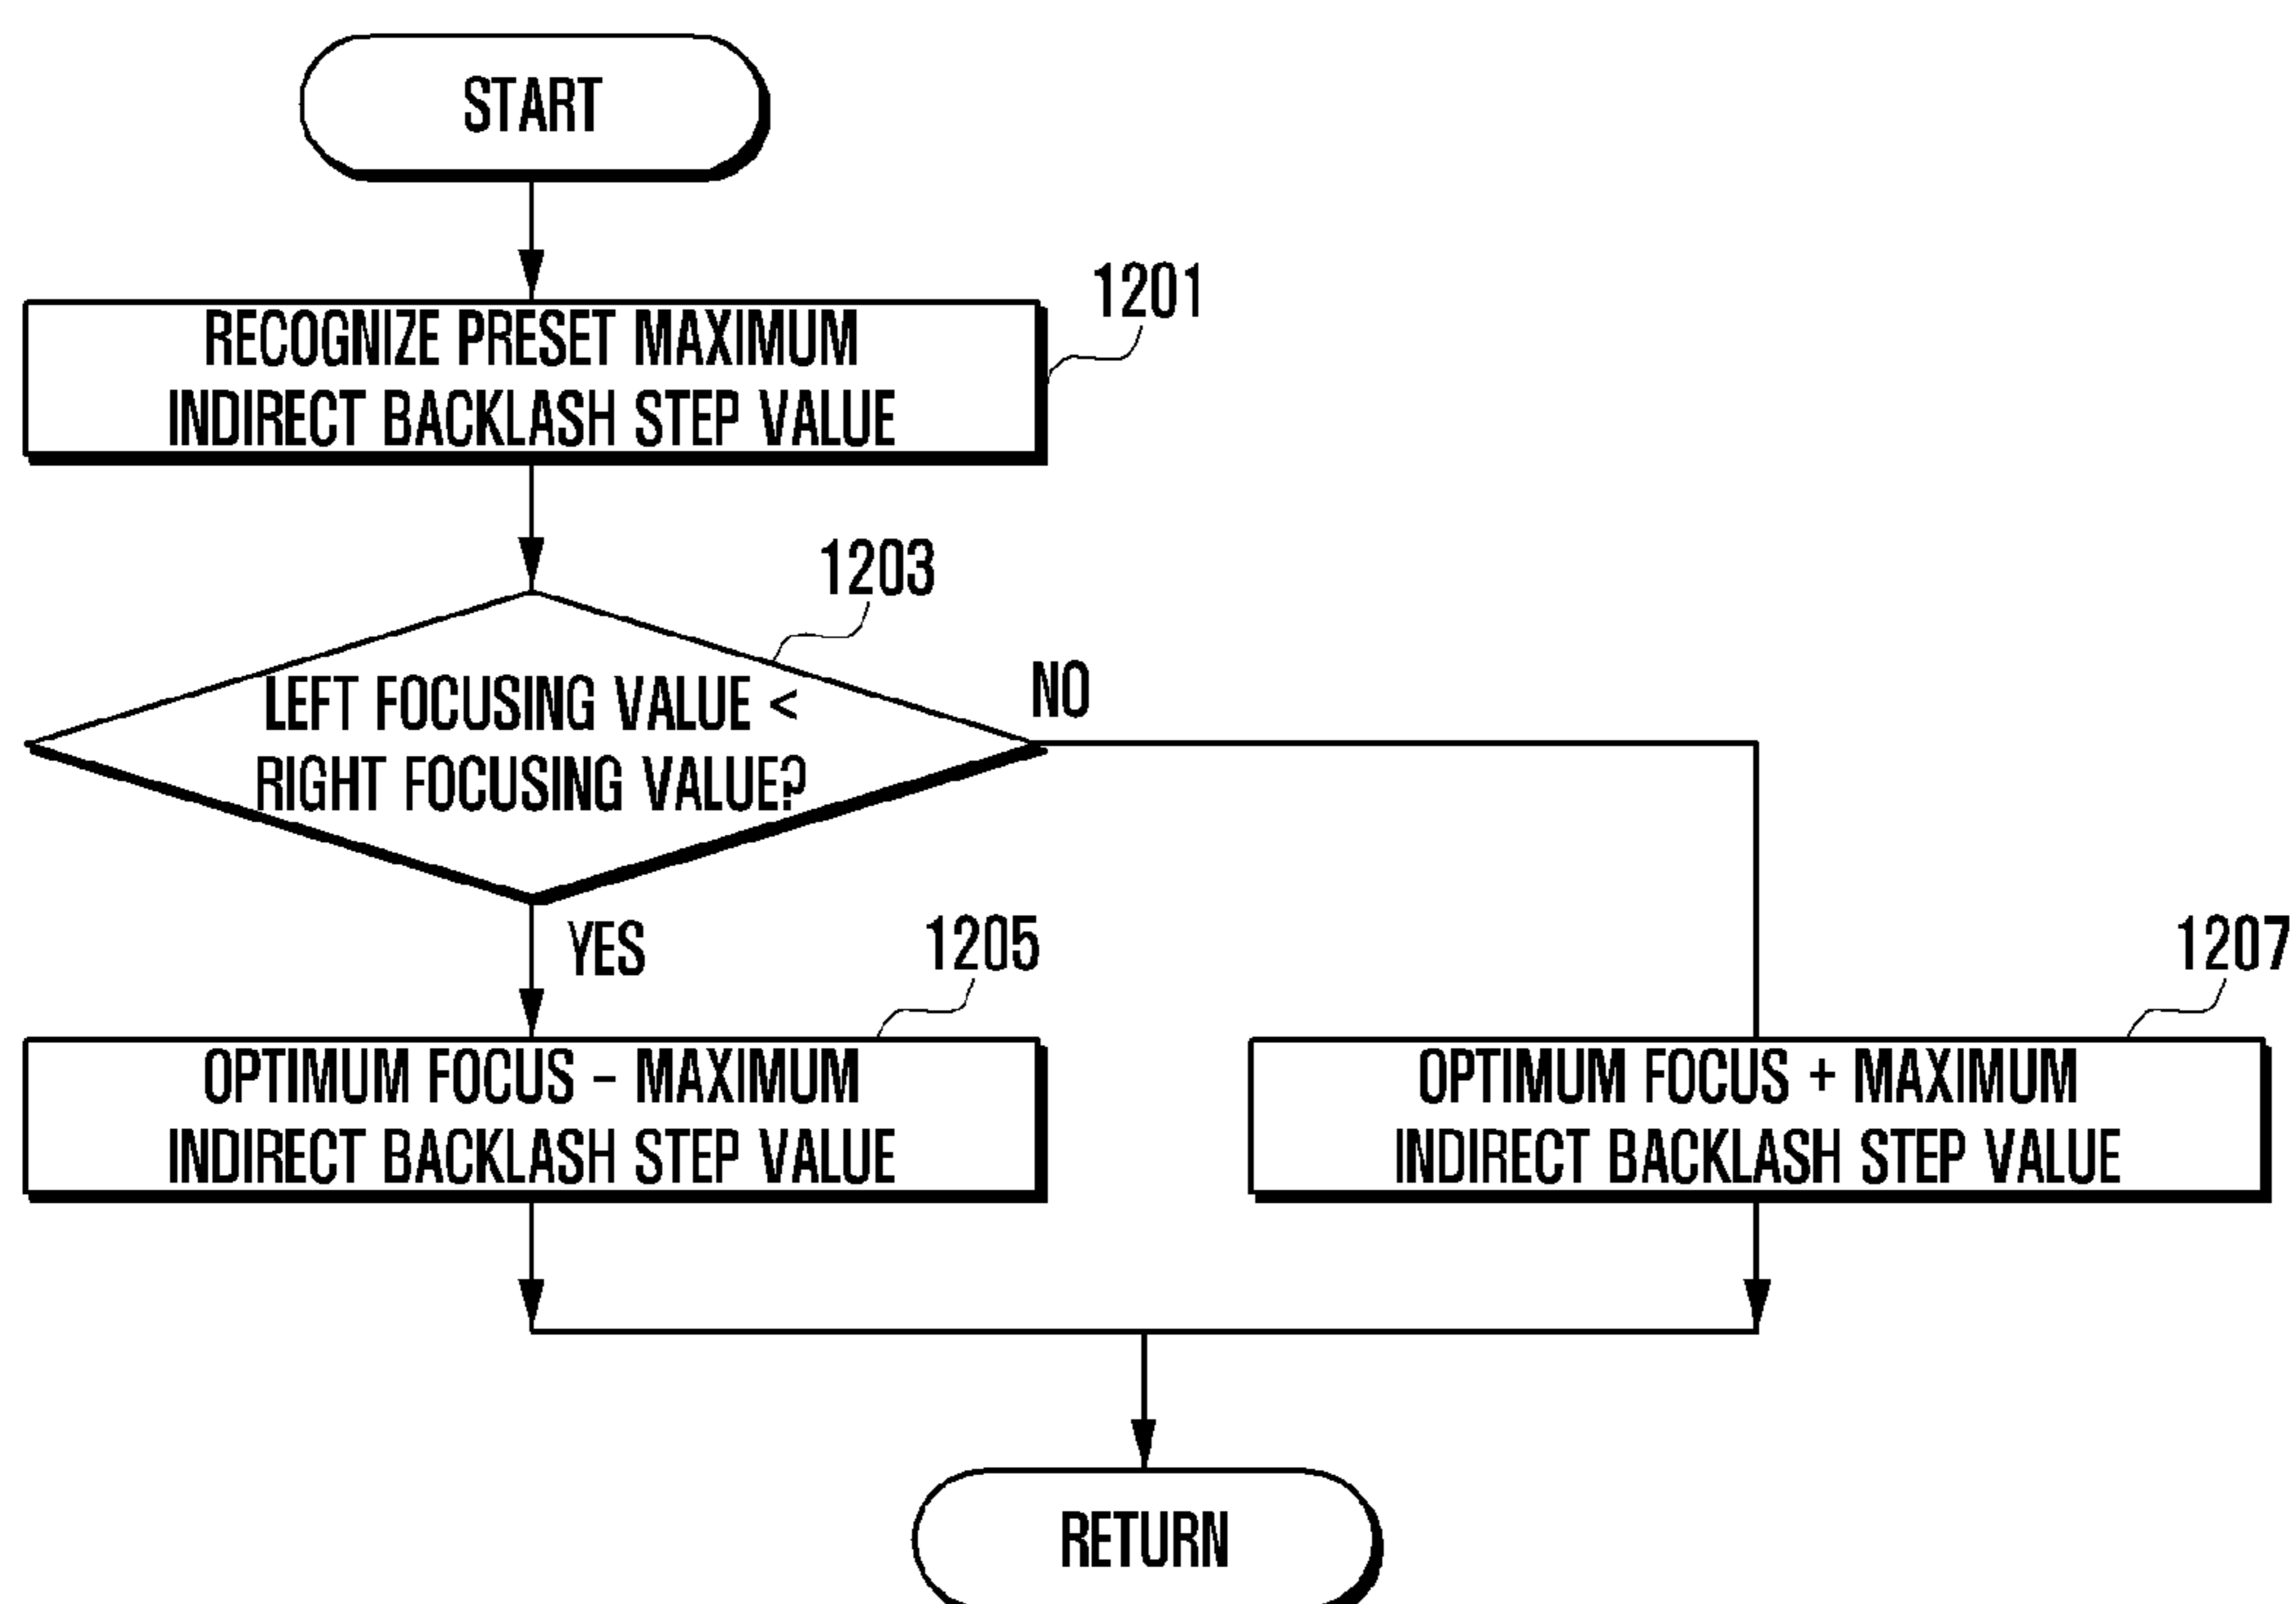 START
1201
RECOGNIZE PRESET MAXIMUM
INDIRECT BACKLASH STEP VALUE
1203
LEFT FOCUSING VALUE <
RIGHT FOCUSING VALUE?
NO
YES
1205
OPTIMUM FOCUS – MAXIMUM
INDIRECT BACKLASH STEP VALUE
1207
OPTIMUM FOCUS + MAXIMUM
INDIRECT BACKLASH STEP VALUE
RETURN